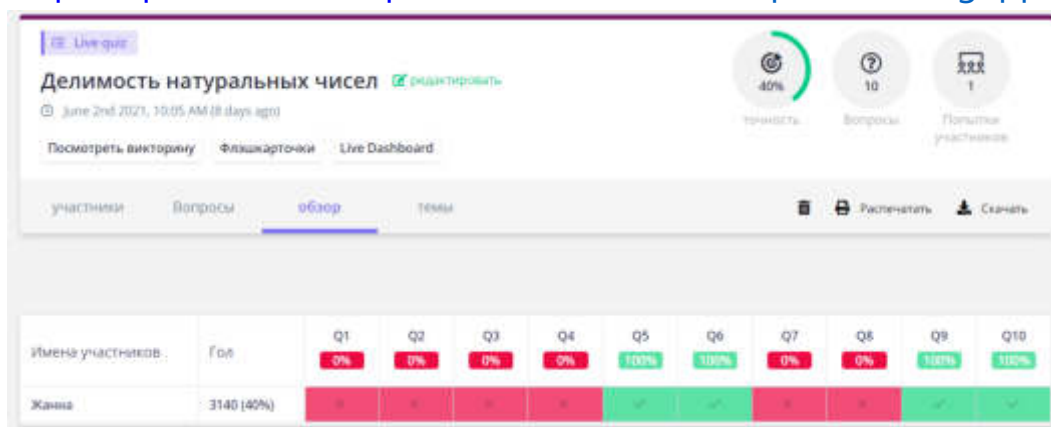 Live quiz
Делимость натуральных чисел редактировать
June 2nd 2021, 10:05 AM (8 days ago)
40%
точность
10
Вопросы
1
Попытки
участников
Посмотреть викторину Флэшкарточки Live Dashboard
участники Вопросы обзор темы Распечатать Скачать
Имена участников Гол Q1 Q2 Q3 Q4 Q5 Q6 Q7 Q8 Q9 Q10
0% 0% 0% 0% 100% 100% 0% 0% 100% 100%
Жанна 3140 (40%)